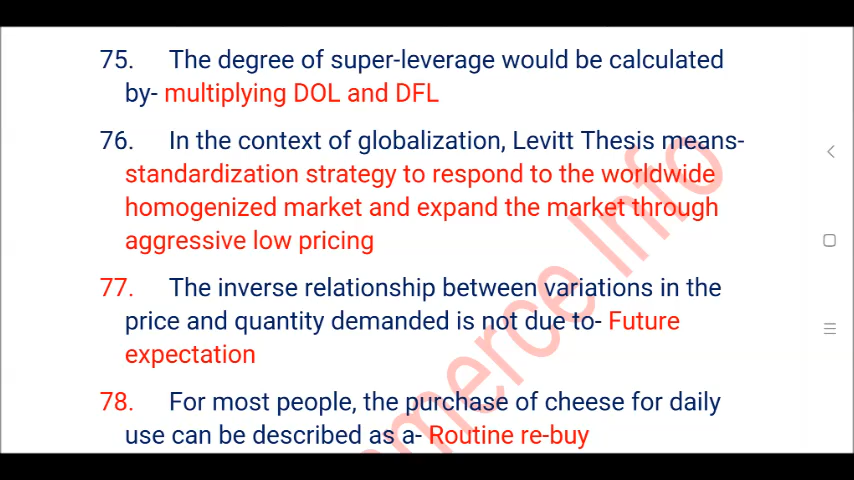 75. The degree of super-leverage would be calculated
by- multiplying DOL and DFL
76. In the context of globalization, Levitt Thesis means-
standardization strategy to respond to the worldwide
homogenized market and expand the market through
aggressive low pricing
77. The inverse relationship between variations in the
price and quantity demanded is not due to- Future
expectation
78. For most people, the purchase of cheese for daily
use can be described as a- Routine re-buy
mmerce Info